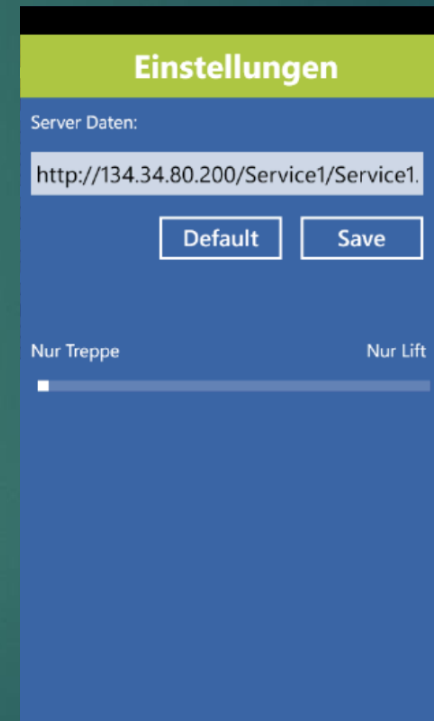 Einstellungen
Server Daten:
http://134.34.80.200/Service1/Service1.
Default Save
Nur Treppe Nur Lift